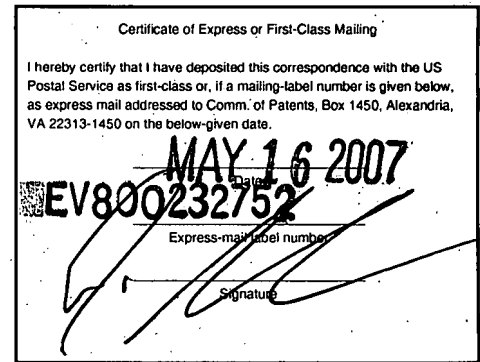 Certificate of Express or First-Class Mailing
I hereby certify that I have deposited this correspondence with the US
Postal Service as first-class or, if a mailing-label number is given below,
as express mail addressed to Comm. of Patents, Box 1450, Alexandria,
VA 22313-1450 on the below-given date.
MAY 16 2007
Date
EV800232752
Express-mail label number
Signature